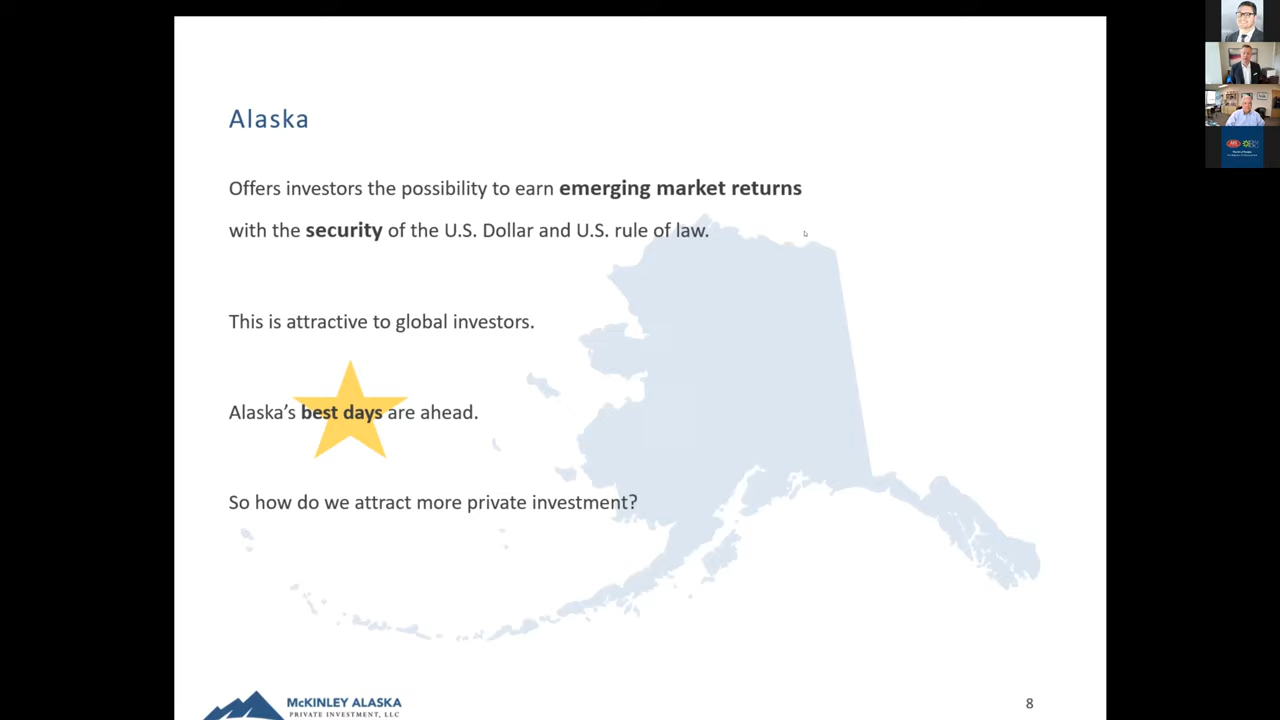 Alaska
Offers investors the possibility to earn emerging market returns
with the security of the U.S. Dollar and U.S. rule of law.
This is attractive to global investors.
Alaska's best days are ahead.
So how do we attract more private investment?
McKINLEY ALASKA
PRIVATE INVESTMENT, LLC
8